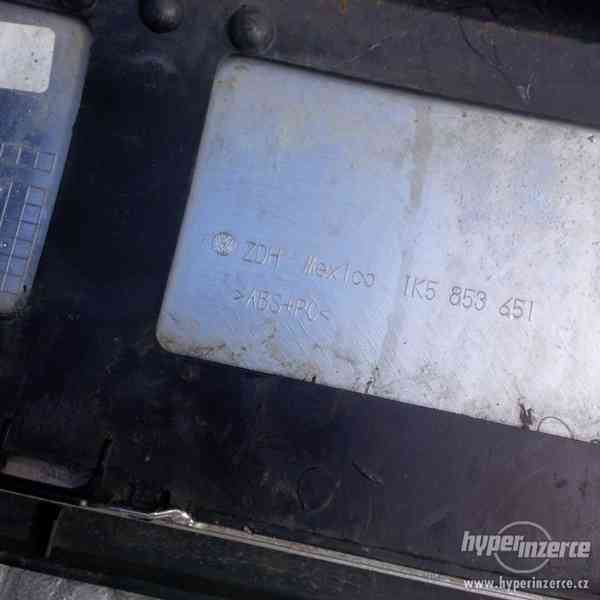 ZDH Mexico 1K5 853 651
>ABS+PC<
hyperinzerce
www.hyperinzerce.cz